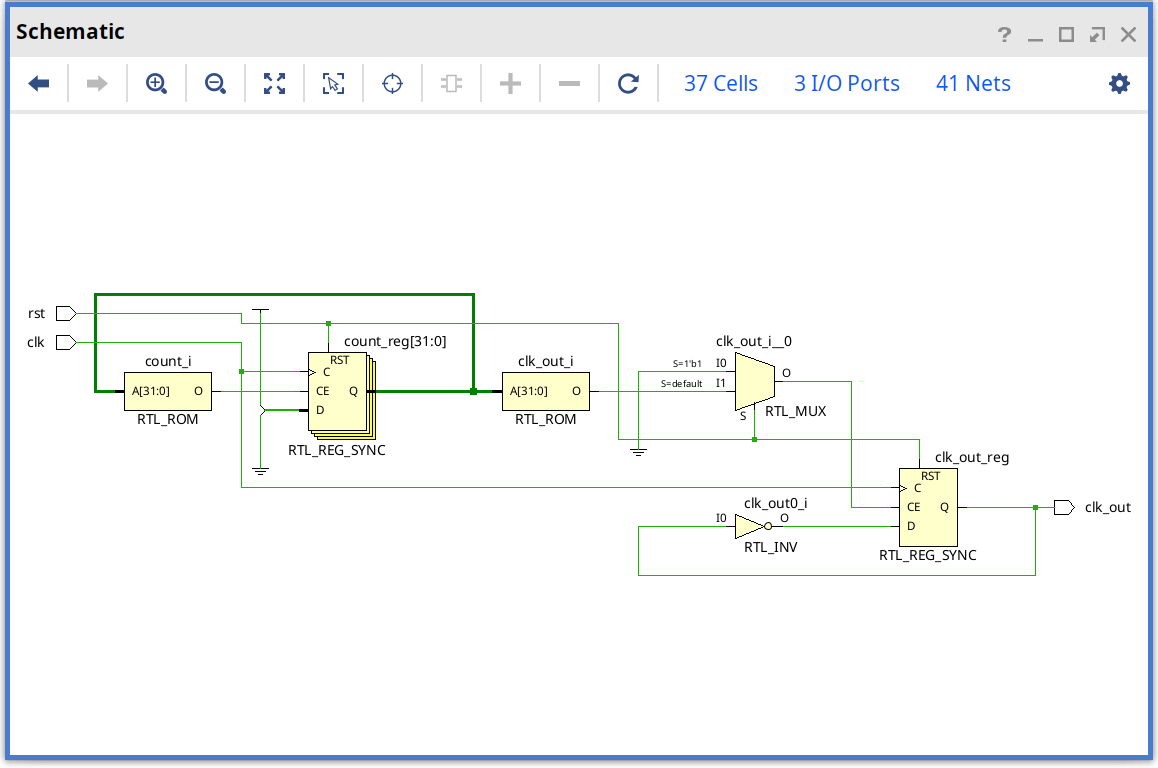 Schematic
?
37 Cells 3 I/O Ports 41 Nets
rst
clk
count_i
A[31:0] O
RTL_ROM
count_reg[31:0]
RST
C
CE Q
D
RTL_REG_SYNC
clk_out_i
A[31:0] O
RTL_ROM
clk_out_i__0
S=1'b1 I0
O
S=default I1
S
RTL_MUX
clk_out_reg
RST
C
CE Q
D
RTL_REG_SYNC
clk_out
clk_out0_i
I0 O
RTL_INV